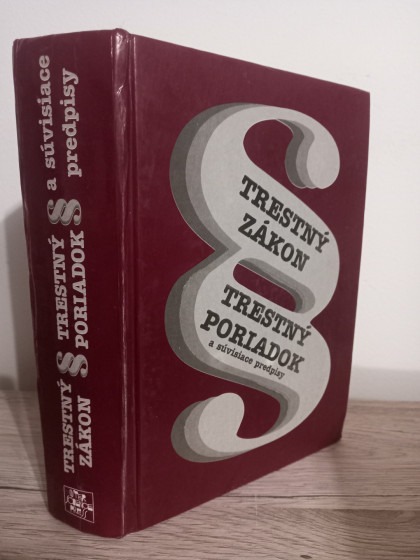 TRESTNÝ
ZÁKON
TRESTNÝ
PORIADOK
a súvisiace predpisy
TRESTNÝ
ZÁKON
§
TRESTNÝ
PORIADOK
§
a súvisiace
predpisy